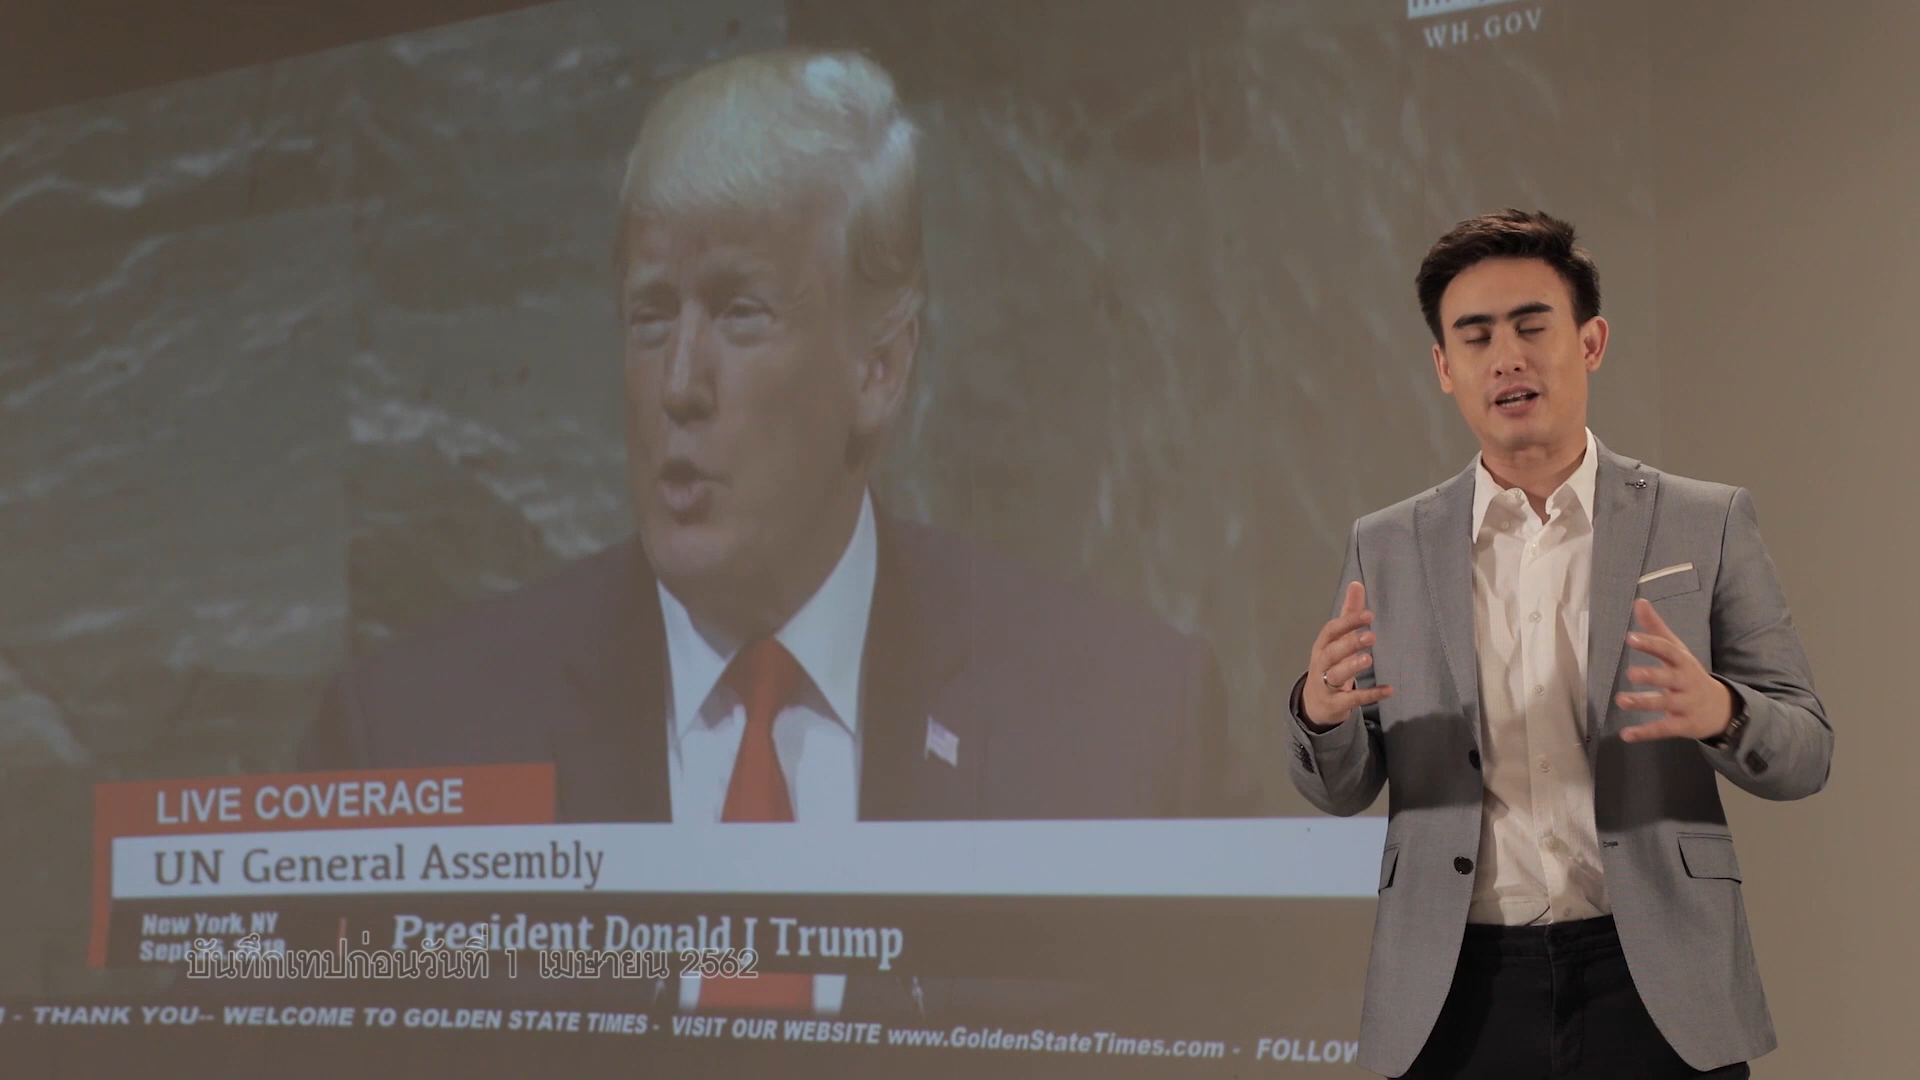 WH.GOV
LIVE COVERAGE
UN General Assembly
New York, NY
President Donald J Trump
บันทึกเทปก่อนวันที่ 1 เมษายน 2562
- THANK YOU-- WELCOME TO GOLDEN STATE TIMES - VISIT OUR WEBSITE www.GoldenStateTimes.com - FOLLOW